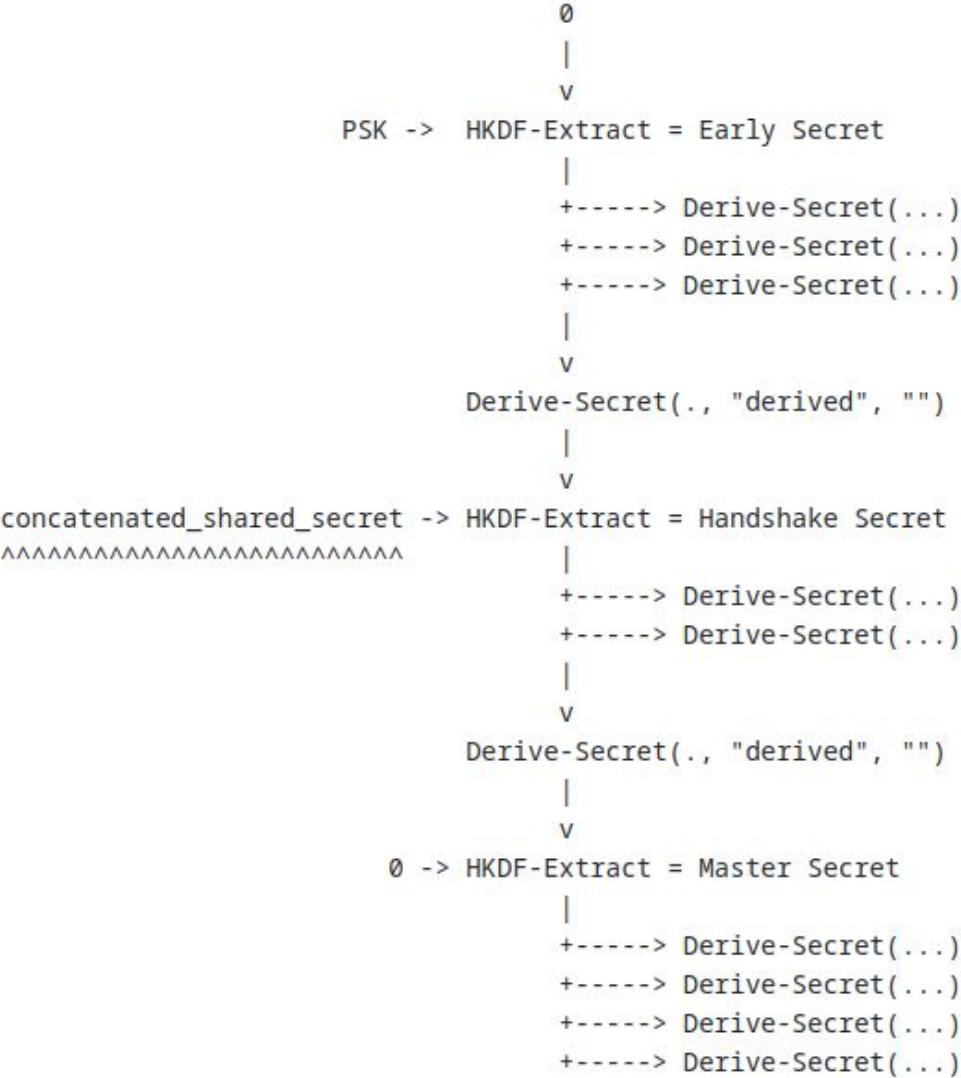 0
|
v
PSK -> HKDF-Extract = Early Secret
|
+-----> Derive-Secret(...)
+-----> Derive-Secret(...)
+-----> Derive-Secret(...)
|
v
Derive-Secret(., "derived", "")
|
v
concatenated_shared_secret -> HKDF-Extract = Handshake Secret
^^^^^^^^^^^^^^^^^^^^^^^^^^ |
+-----> Derive-Secret(...)
+-----> Derive-Secret(...)
|
v
Derive-Secret(., "derived", "")
|
v
0 -> HKDF-Extract = Master Secret
|
+-----> Derive-Secret(...)
+-----> Derive-Secret(...)
+-----> Derive-Secret(...)
+-----> Derive-Secret(...)